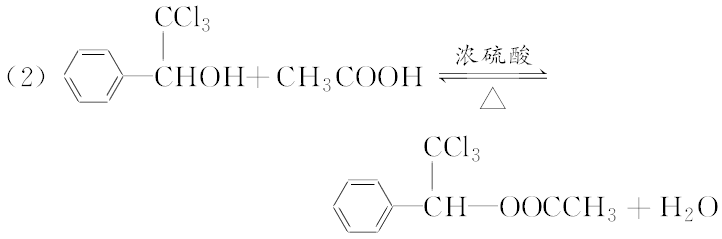 CCl₃
（2） CHOH + CH₃COOH ⇌ 浓硫酸 △
CCl₃
CH—OOCCH₃ + H₂O